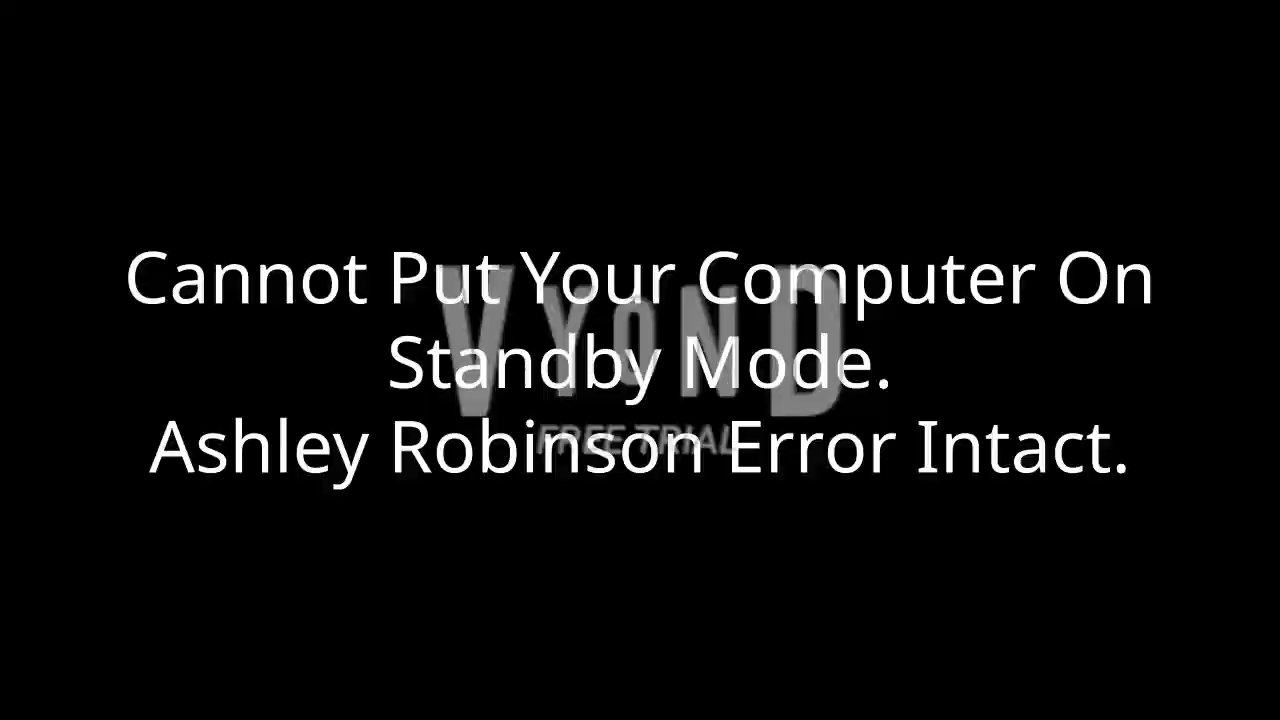 Cannot Put Your Computer On
Standby Mode.
Ashley Robinson Error Intact.
VYOND
FREE TRIAL